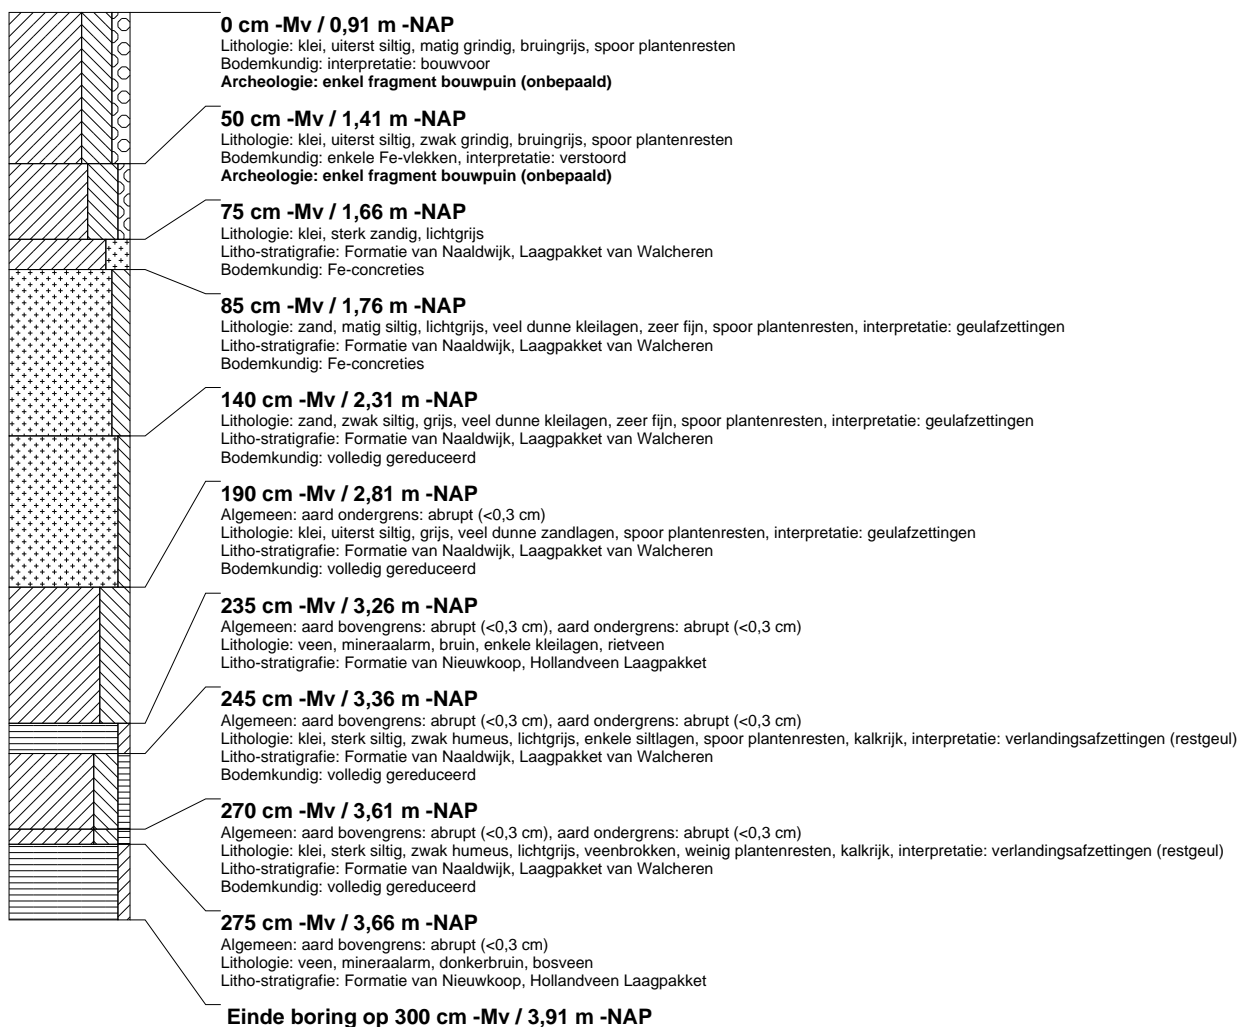 0 cm -Mv / 0,91 m -NAP
Lithologie: klei, uiterst siltig, matig grindig, bruingrijs, spoor plantenresten
Bodemkundig: interpretatie: bouwvoor
Archeologie: enkel fragment bouwpuin (onbepaald)
50 cm -Mv / 1,41 m -NAP
Lithologie: klei, uiterst siltig, zwak grindig, bruingrijs, spoor plantenresten
Bodemkundig: enkele Fe-vlekken, interpretatie: verstoord
Archeologie: enkel fragment bouwpuin (onbepaald)
75 cm -Mv / 1,66 m -NAP
Lithologie: klei, sterk zandig, lichtgrijs
Litho-stratigrafie: Formatie van Naaldwijk, Laagpakket van Walcheren
Bodemkundig: Fe-concreties
85 cm -Mv / 1,76 m -NAP
Lithologie: zand, matig siltig, lichtgrijs, veel dunne kleilagen, zeer fijn, spoor plantenresten, interpretatie: geulafzettingen
Litho-stratigrafie: Formatie van Naaldwijk, Laagpakket van Walcheren
Bodemkundig: Fe-concreties
140 cm -Mv / 2,31 m -NAP
Lithologie: zand, zwak siltig, grijs, veel dunne kleilagen, zeer fijn, spoor plantenresten, interpretatie: geulafzettingen
Litho-stratigrafie: Formatie van Naaldwijk, Laagpakket van Walcheren
Bodemkundig: volledig gereduceerd
190 cm -Mv / 2,81 m -NAP
Algemeen: aard ondergrens: abrupt (<0,3 cm)
Lithologie: klei, uiterst siltig, grijs, veel dunne zandlagen, spoor plantenresten, interpretatie: geulafzettingen
Litho-stratigrafie: Formatie van Naaldwijk, Laagpakket van Walcheren
Bodemkundig: volledig gereduceerd
235 cm -Mv / 3,26 m -NAP
Algemeen: aard bovengrens: abrupt (<0,3 cm), aard ondergrens: abrupt (<0,3 cm)
Lithologie: veen, mineraalarm, bruin, enkele kleilagen, rietveen
Litho-stratigrafie: Formatie van Nieuwkoop, Hollandveen Laagpakket
245 cm -Mv / 3,36 m -NAP
Algemeen: aard bovengrens: abrupt (<0,3 cm), aard ondergrens: abrupt (<0,3 cm)
Lithologie: klei, sterk siltig, zwak humeus, lichtgrijs, enkele siltlagen, spoor plantenresten, kalkrijk, interpretatie: verlandingsafzettingen (restgeul)
Litho-stratigrafie: Formatie van Naaldwijk, Laagpakket van Walcheren
Bodemkundig: volledig gereduceerd
270 cm -Mv / 3,61 m -NAP
Algemeen: aard bovengrens: abrupt (<0,3 cm), aard ondergrens: abrupt (<0,3 cm)
Lithologie: klei, sterk siltig, zwak humeus, lichtgrijs, veenbrokken, weinig plantenresten, kalkrijk, interpretatie: verlandingsafzettingen (restgeul)
Litho-stratigrafie: Formatie van Naaldwijk, Laagpakket van Walcheren
Bodemkundig: volledig gereduceerd
275 cm -Mv / 3,66 m -NAP
Algemeen: aard bovengrens: abrupt (<0,3 cm)
Lithologie: veen, mineraalarm, donkerbruin, bosveen
Litho-stratigrafie: Formatie van Nieuwkoop, Hollandveen Laagpakket
Einde boring op 300 cm -Mv / 3,91 m -NAP